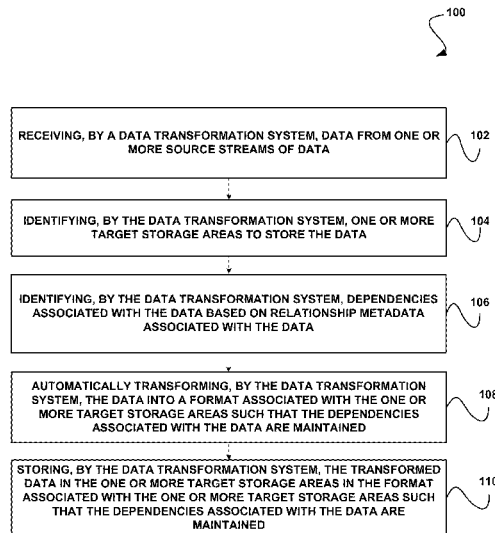 100
RECEIVING, BY A DATA TRANSFORMATION SYSTEM, DATA FROM ONE OR
MORE SOURCE STREAMS OF DATA
102
IDENTIFYING, BY THE DATA TRANSFORMATION SYSTEM, ONE OR MORE
TARGET STORAGE AREAS TO STORE THE DATA
104
IDENTIFYING, BY THE DATA TRANSFORMATION SYSTEM, DEPENDENCIES
ASSOCIATED WITH THE DATA BASED ON RELATIONSHIP METADATA
ASSOCIATED WITH THE DATA
106
AUTOMATICALLY TRANSFORMING, BY THE DATA TRANSFORMATION
SYSTEM, THE DATA INTO A FORMAT ASSOCIATED WITH THE ONE OR
MORE TARGET STORAGE AREAS SUCH THAT THE DEPENDENCIES
ASSOCIATED WITH THE DATA ARE MAINTAINED
108
STORING, BY THE DATA TRANSFORMATION SYSTEM, THE TRANSFORMED
DATA IN THE ONE OR MORE TARGET STORAGE AREAS IN THE FORMAT
ASSOCIATED WITH THE ONE OR MORE TARGET STORAGE AREAS SUCH
THAT THE DEPENDENCIES ASSOCIATED WITH THE DATA ARE
MAINTAINED
110